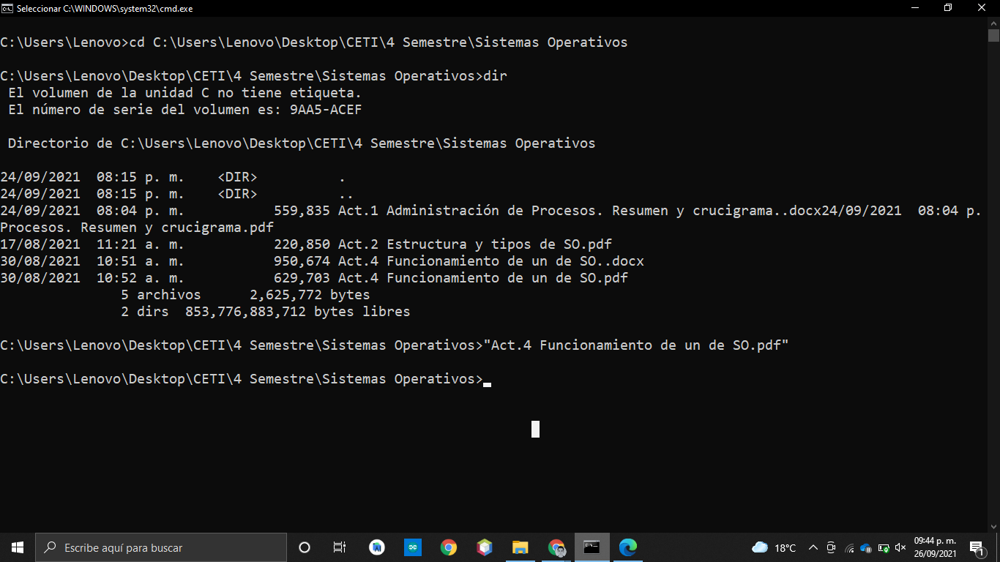 Seleccionar C:\WINDOWS\system32\cmd.exe
C:\Users\Lenovo>cd C:\Users\Lenovo\Desktop\CETI\4 Semestre\Sistemas Operativos
C:\Users\Lenovo\Desktop\CETI\4 Semestre\Sistemas Operativos>dir
El volumen de la unidad C no tiene etiqueta.
El número de serie del volumen es: 9AA5-ACEF
Directorio de C:\Users\Lenovo\Desktop\CETI\4 Semestre\Sistemas Operativos
24/09/2021  08:15 p. m.    <DIR>          .
24/09/2021  08:15 p. m.    <DIR>          ..
24/09/2021  08:04 p. m.           559,835 Act.1 Administración de Procesos. Resumen y crucigrama..docx24/09/2021  08:04 p.
Procesos. Resumen y crucigrama.pdf
17/08/2021  11:21 a. m.           220,850 Act.2 Estructura y tipos de SO.pdf
30/08/2021  10:51 a. m.           950,674 Act.4 Funcionamiento de un de SO..docx
30/08/2021  10:52 a. m.           629,703 Act.4 Funcionamiento de un de SO.pdf
5 archivos      2,625,772 bytes
2 dirs  853,776,883,712 bytes libres
C:\Users\Lenovo\Desktop\CETI\4 Semestre\Sistemas Operativos>"Act.4 Funcionamiento de un de SO.pdf"
C:\Users\Lenovo\Desktop\CETI\4 Semestre\Sistemas Operativos>
Escribe aquí para buscar
18°C
09:44 p. m.
26/09/2021
1